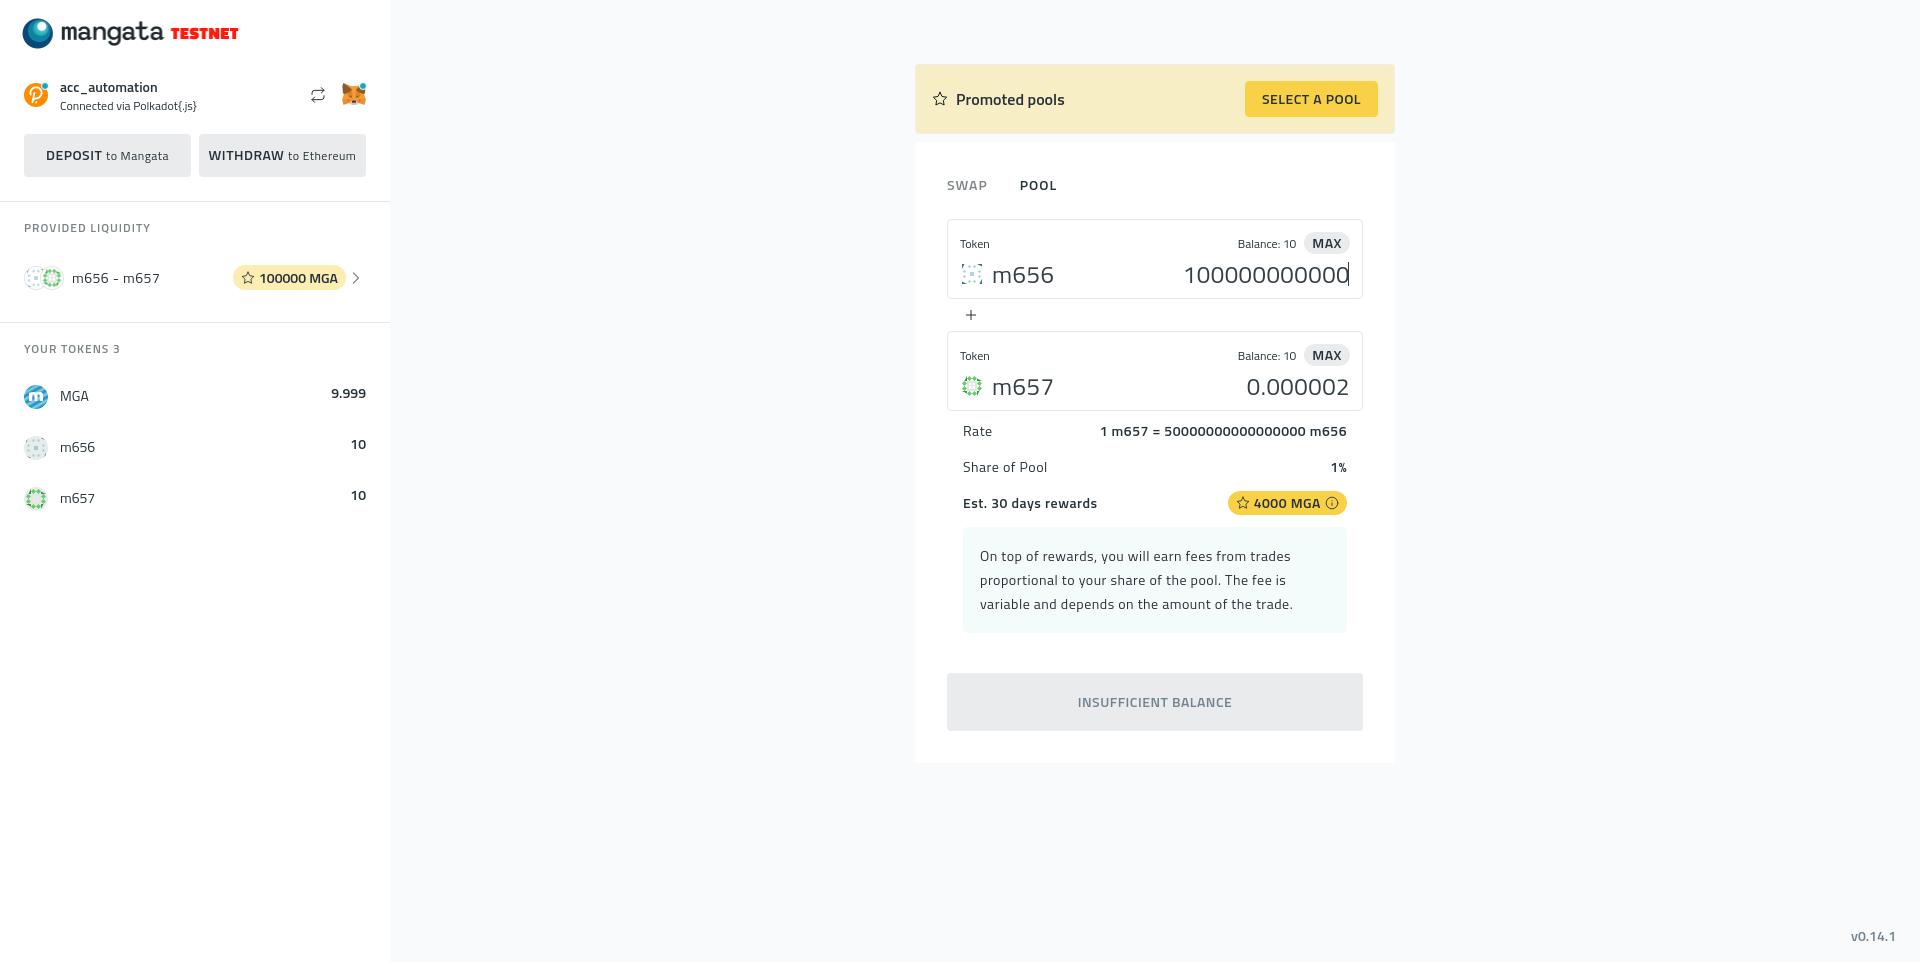 mangata TESTNET
acc_automation
Connected via Polkadot{.js}
DEPOSIT to Mangata
WITHDRAW to Ethereum
PROVIDED LIQUIDITY
m656 - m657
100000 MGA
YOUR TOKENS 3
MGA
9.999
m656
10
m657
10
Promoted pools
SELECT A POOL
SWAP
POOL
Token
Balance: 10
MAX
m656
100000000000
+
Token
Balance: 10
MAX
m657
0.000002
Rate
1 m657 = 50000000000000000 m656
Share of Pool
1%
Est. 30 days rewards
4000 MGA
On top of rewards, you will earn fees from trades
proportional to your share of the pool. The fee is
variable and depends on the amount of the trade.
INSUFFICIENT BALANCE
v0.14.1